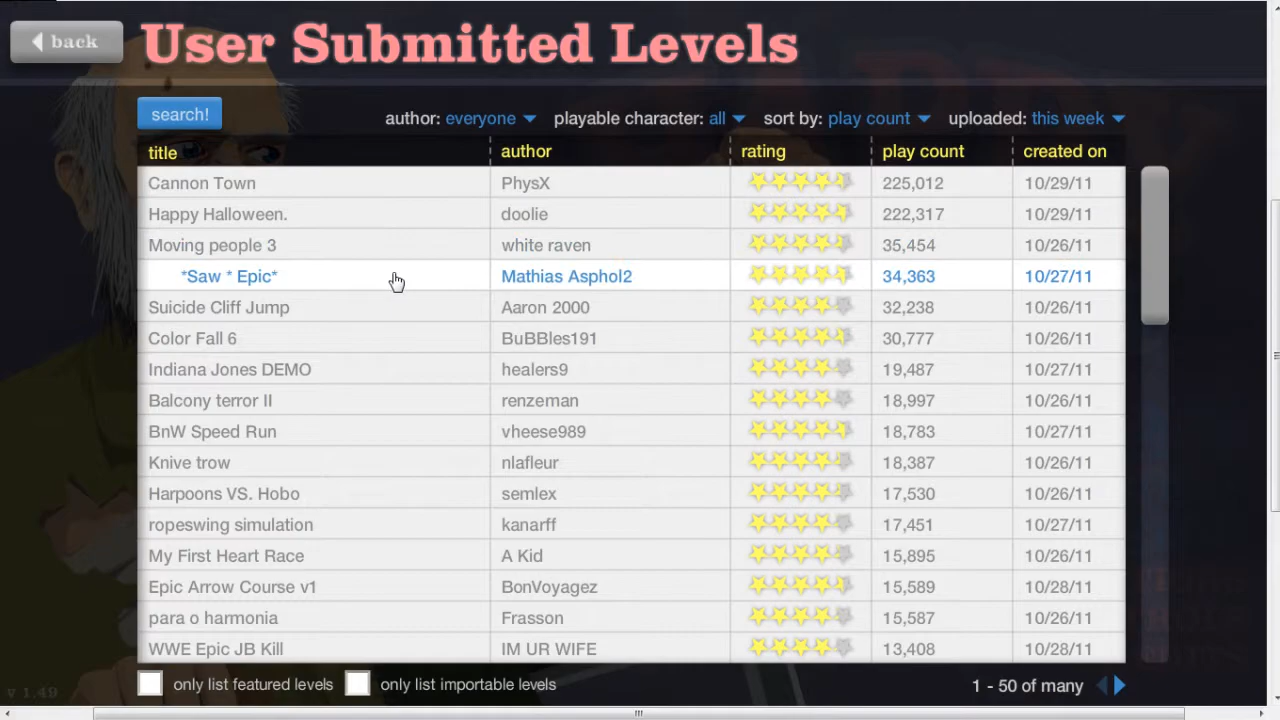 back
User Submitted Levels
search! author: everyone playable character: all sort by: play count uploaded: this week
title author rating play count created on
Cannon Town PhysX 225,012 10/29/11
Happy Halloween. doolie 222,317 10/29/11
Moving people 3 white raven 35,454 10/26/11
*Saw * Epic* Mathias Asphol2 34,363 10/27/11
Suicide Cliff Jump Aaron 2000 32,238 10/26/11
Color Fall 6 BuBBles191 30,777 10/26/11
Indiana Jones DEMO healers9 19,487 10/27/11
Balcony terror II renzeman 18,997 10/26/11
BnW Speed Run vheese989 18,783 10/27/11
Knive trow nlafleur 18,387 10/26/11
Harpoons VS. Hobo semlex 17,530 10/26/11
ropeswing simulation kanarff 17,451 10/27/11
My First Heart Race A Kid 15,895 10/26/11
Epic Arrow Course v1 BonVoyagez 15,589 10/28/11
para o harmonia Frasson 15,587 10/26/11
WWE Epic JB Kill IM UR WIFE 13,408 10/28/11
only list featured levels only list importable levels 1 - 50 of many
v 1.49